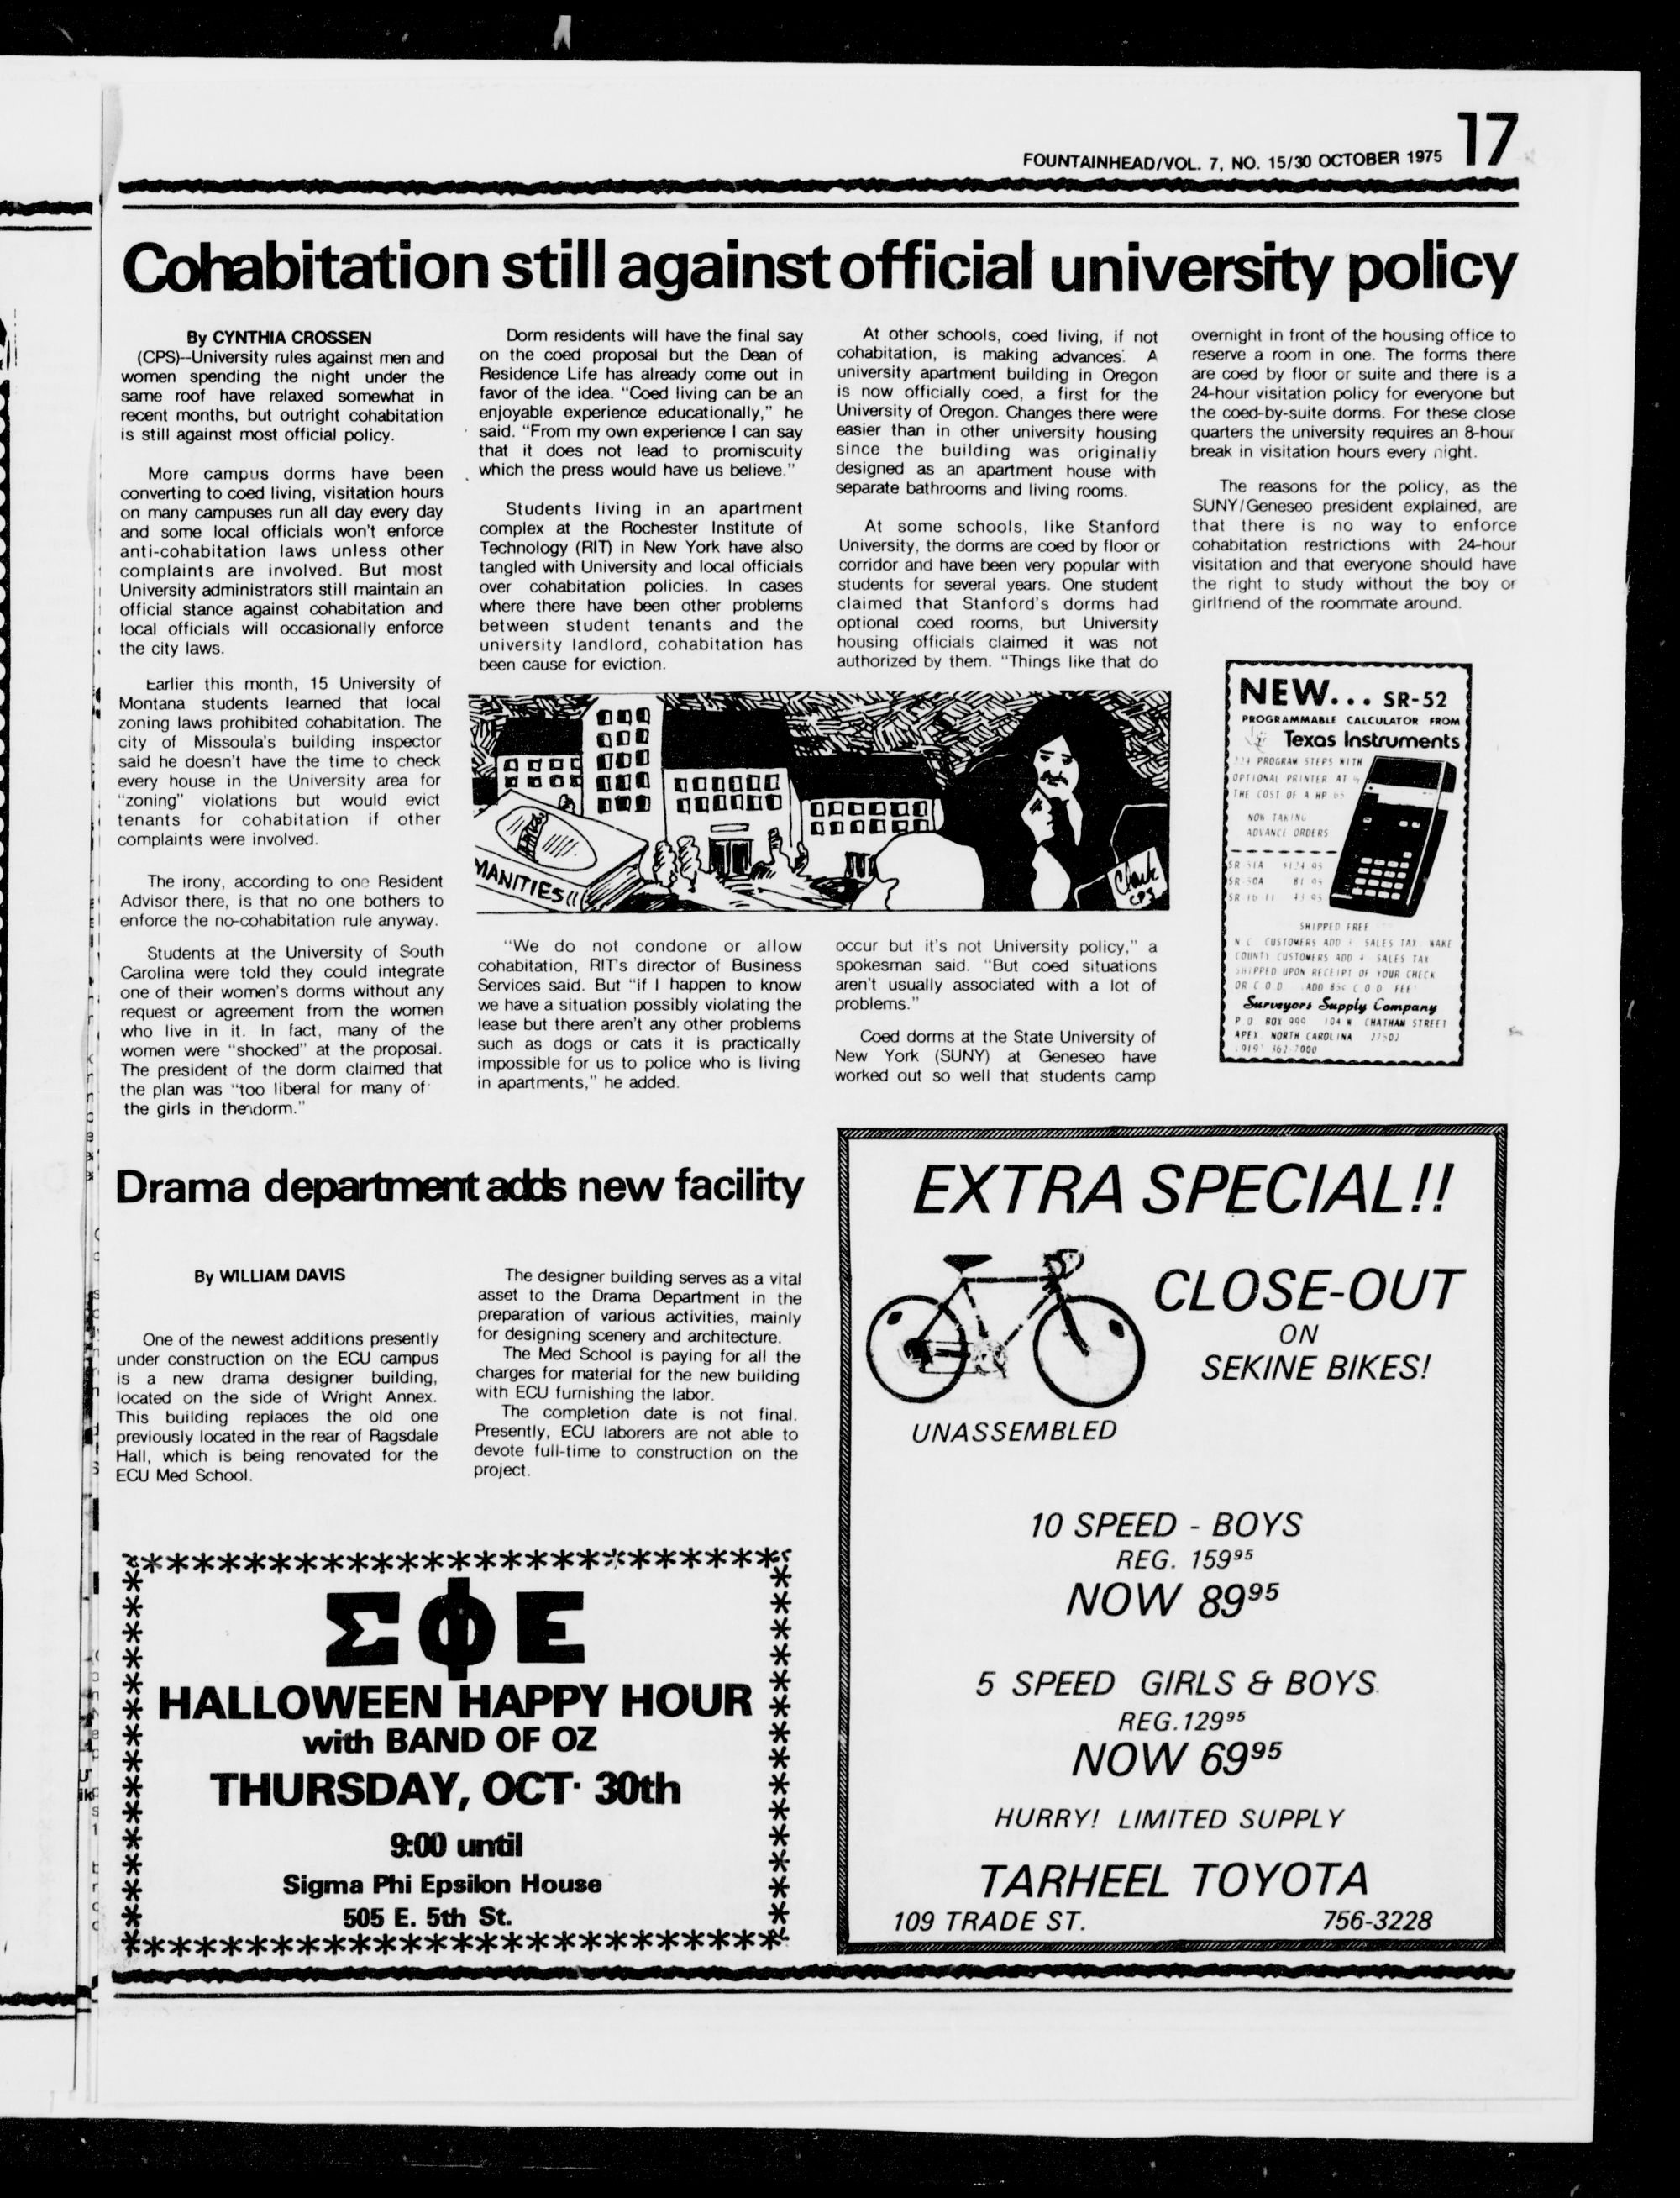 FOUNTAINHEAD/VOL. 7, NO. 15/30 OCTOBER 1975 17
Cohabitation still against official university policy
By CYNTHIA CROSSEN
(CPS)--University rules against men and
women spending the night under the
same roof have relaxed somewhat in
recent months, but outright cohabitation
is still against most official policy.
More campus dorms have been
converting to coed living, visitation hours
on many campuses run all day every day
and some local officials won't enforce
anti-cohabitation laws unless other
complaints are involved. But most
University administrators still maintain an
official stance against cohabitation and
local officials will occasionally enforce
the city laws.
Earlier this month, 15 University of
Montana students learned that local
zoning laws prohibited cohabitation. The
city of Missoula's building inspector
said he doesn't have the time to check
every house in the University area for
"zoning" violations but would evict
tenants for cohabitation if other
complaints were involved.
The irony, according to one Resident
Advisor there, is that no one bothers to
enforce the no-cohabitation rule anyway.
Students at the University of South
Carolina were told they could integrate
one of their women's dorms without any
request or agreement from the women
who live in it. In fact, many of the
women were "shocked" at the proposal.
The president of the dorm claimed that
the plan was "too liberal for many of
the girls in the dorm."
Dorm residents will have the final say
on the coed proposal but the Dean of
Residence Life has already come out in
favor of the idea. "Coed living can be an
enjoyable experience educationally," he
said. "From my own experience I can say
that it does not lead to promiscuity
which the press would have us believe."
Students living in an apartment
complex at the Rochester Institute of
Technology (RIT) in New York have also
tangled with University and local officials
over cohabitation policies. In cases
where there have been other problems
between student tenants and the
university landlord, cohabitation has
been cause for eviction.
MANITIES
Clark
CPS
"We do not condone or allow
cohabitation, RIT's director of Business
Services said. But "if I happen to know
we have a situation possibly violating the
lease but there aren't any other problems
such as dogs or cats it is practically
impossible for us to police who is living
in apartments," he added.
At other schools, coed living, if not
cohabitation, is making advances. A
university apartment building in Oregon
is now officially coed, a first for the
University of Oregon. Changes there were
easier than in other university housing
since the building was originally
designed as an apartment house with
separate bathrooms and living rooms.
At some schools, like Stanford
University, the dorms are coed by floor or
corridor and have been very popular with
students for several years. One student
claimed that Stanford's dorms had
optional coed rooms, but University
housing officials claimed it was not
authorized by them. "Things like that do
occur but it's not University policy," a
spokesman said. "But coed situations
aren't usually associated with a lot of
problems."
Coed dorms at the State University of
New York (SUNY) at Geneseo have
worked out so well that students camp
overnight in front of the housing office to
reserve a room in one. The forms there
are coed by floor or suite and there is a
24-hour visitation policy for everyone but
the coed-by-suite dorms. For these close
quarters the university requires an 8-hour
break in visitation hours every night.
The reasons for the policy, as the
SUNY/Geneseo president explained, are
that there is no way to enforce
cohabitation restrictions with 24-hour
visitation and that everyone should have
the right to study without the boy or
girlfriend of the roommate around.
NEW... SR-52
PROGRAMMABLE CALCULATOR FROM
Texas Instruments
PROGRAM STEPS WITH
OPTIONAL PRINTER AT
THE COST OF A HP
NOW TAKING
ADVANCE ORDERS
SHIPPED FREE
N C CUSTOMERS ADD SALES TAX WAKE
COUNTY CUSTOMERS ADD 4 SALES TAX
SHIPPED UPON RECEIPT OF YOUR CHECK
OR C O D ADD 85c C O D FEE
Surveyors Supply Company
P O BOX 999 104 W CHATHAM STREET
APEX NORTH CAROLINA 27502
919 362-7000
Drama department adds new facility
By WILLIAM DAVIS
One of the newest additions presently
under construction on the ECU campus
is a new drama designer building,
located on the side of Wright Annex.
This building replaces the old one
previously located in the rear of Ragsdale
Hall, which is being renovated for the
ECU Med School.
The designer building serves as a vital
asset to the Drama Department in the
preparation of various activities, mainly
for designing scenery and architecture.
The Med School is paying for all the
charges for material for the new building
with ECU furnishing the labor.
The completion date is not final.
Presently, ECU laborers are not able to
devote full-time to construction on the
project.
ΣΦΕ
HALLOWEEN HAPPY HOUR
with BAND OF OZ
THURSDAY, OCT. 30th
9:00 until
Sigma Phi Epsilon House
505 E. 5th St.
EXTRA SPECIAL!!
CLOSE-OUT
ON
SEKINE BIKES!
UNASSEMBLED
10 SPEED - BOYS
REG. 159⁹⁵
NOW 89⁹⁵
5 SPEED GIRLS & BOYS
REG. 129⁹⁵
NOW 69⁹⁵
HURRY! LIMITED SUPPLY
TARHEEL TOYOTA
109 TRADE ST. 756-3228